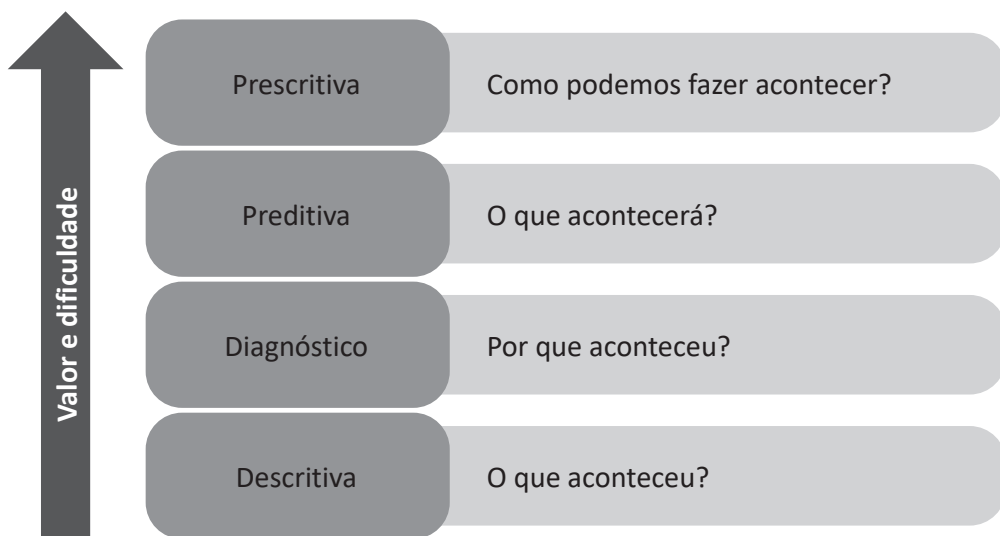 Valor e dificuldade
Prescritiva
Como podemos fazer acontecer?
Preditiva
O que acontecerá?
Diagnóstico
Por que aconteceu?
Descritiva
O que aconteceu?